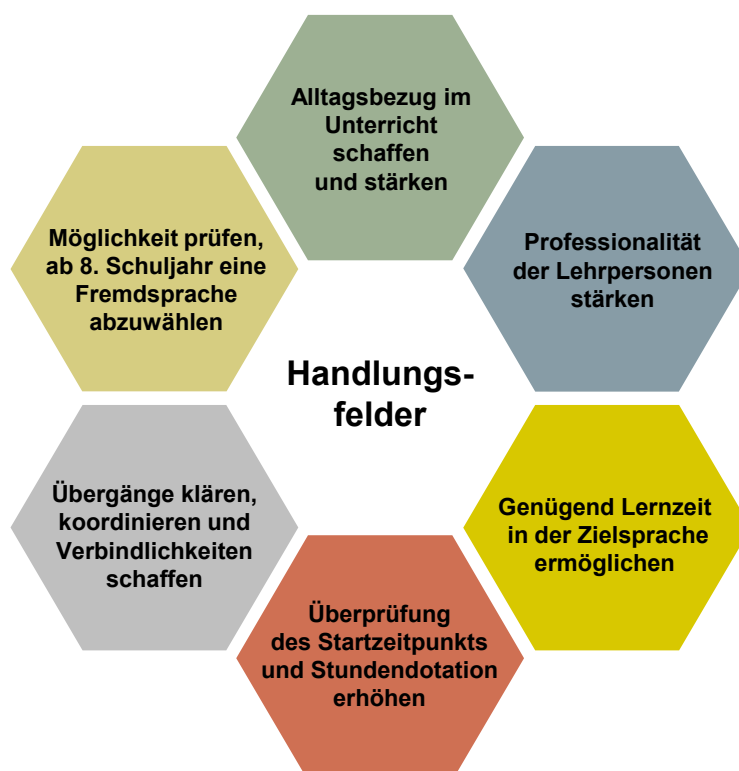 Alltagsbezug im
Unterricht
schaffen
und stärken
Professionalität
der Lehrpersonen
stärken
Genügend Lernzeit
in der Zielsprache
ermöglichen
Überprüfung
des Startzeitpunkts
und Stundendotation
erhöhen
Übergänge klären,
koordinieren und
Verbindlichkeiten
schaffen
Möglichkeit prüfen,
ab 8. Schuljahr eine
Fremdsprache
abzuwählen
Handlungs-
felder